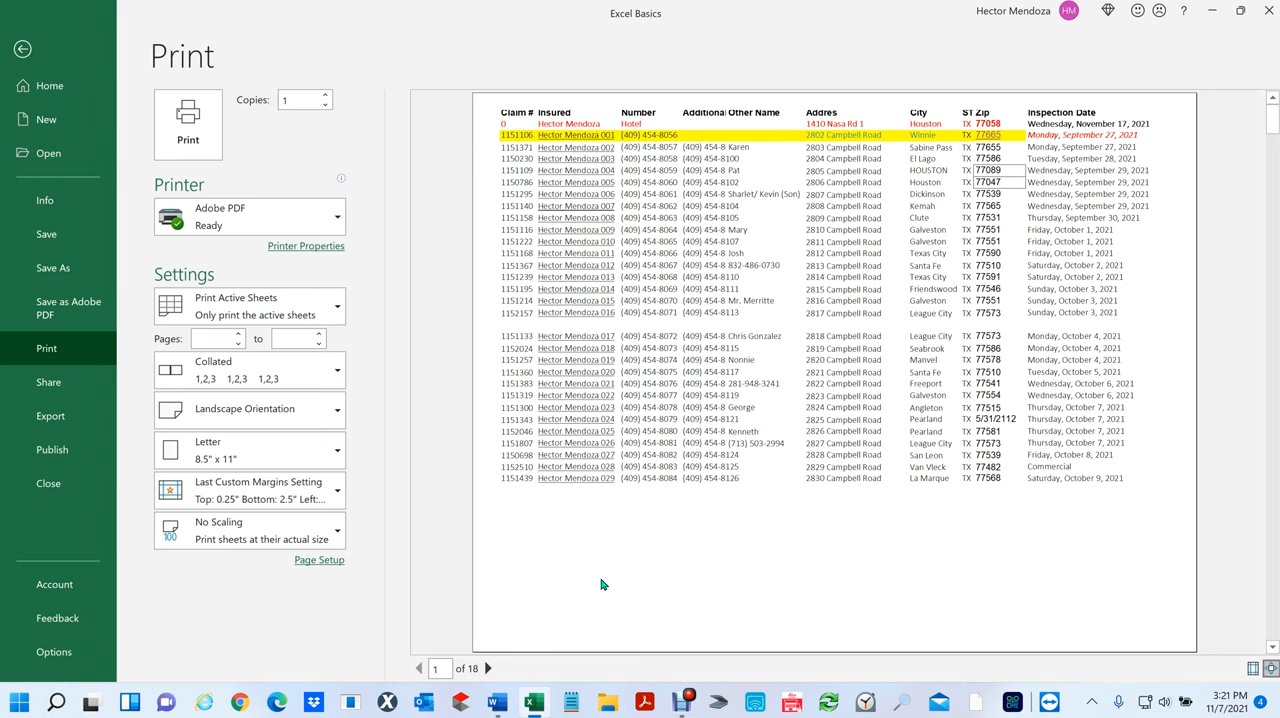 Excel Basics
Hector Mendoza HM ?
Print
Home
New
Open
Info
Save
Save As
Save as Adobe
PDF
Print
Share
Export
Publish
Close
Account
Feedback
Options
Print
Copies: 1
Printer
Adobe PDF
Ready
Printer Properties
Settings
Print Active Sheets
Only print the active sheets
Pages: to
Collated
1,2,3 1,2,3 1,2,3
Landscape Orientation
Letter
8.5" x 11"
Last Custom Margins Setting
Top: 0.25" Bottom: 2.5" Left:...
No Scaling
100 Print sheets at their actual size
Page Setup
Claim # Insured Number Additional Other Name Addres City ST Zip Inspection Date
0 Hector Mendoza Hotel 1410 Nasa Rd 1 Houston TX 77058 Wednesday, November 17, 2021
1151106 Hector Mendoza 001 (409) 454-8056 2802 Campbell Road Winnie TX 77665 Monday, September 27, 2021
1151371 Hector Mendoza 002 (409) 454-8057 (409) 454-8 Karen 2803 Campbell Road Sabine Pass TX 77655 Monday, September 27, 2021
1150230 Hector Mendoza 003 (409) 454-8058 (409) 454-8100 2804 Campbell Road El Lago TX 77586 Tuesday, September 28, 2021
1151109 Hector Mendoza 004 (409) 454-8059 (409) 454-8 Pat 2805 Campbell Road HOUSTON TX 77089 Wednesday, September 29, 2021
1150786 Hector Mendoza 005 (409) 454-8060 (409) 454-8102 2806 Campbell Road Houston TX 77047 Wednesday, September 29, 2021
1151295 Hector Mendoza 006 (409) 454-8061 (409) 454-8 Sharlet/ Kevin (Son) 2807 Campbell Road Dickinson TX 77539 Wednesday, September 29, 2021
1151140 Hector Mendoza 007 (409) 454-8062 (409) 454-8104 2808 Campbell Road Kemah TX 77565 Wednesday, September 29, 2021
1151158 Hector Mendoza 008 (409) 454-8063 (409) 454-8105 2809 Campbell Road Clute TX 77531 Thursday, September 30, 2021
1151116 Hector Mendoza 009 (409) 454-8064 (409) 454-8 Mary 2810 Campbell Road Galveston TX 77551 Friday, October 1, 2021
1151222 Hector Mendoza 010 (409) 454-8065 (409) 454-8107 2811 Campbell Road Galveston TX 77551 Friday, October 1, 2021
1151168 Hector Mendoza 011 (409) 454-8066 (409) 454-8 Josh 2812 Campbell Road Texas City TX 77590 Friday, October 1, 2021
1151367 Hector Mendoza 012 (409) 454-8067 (409) 454-8 832-486-0730 2813 Campbell Road Santa Fe TX 77510 Saturday, October 2, 2021
1151239 Hector Mendoza 013 (409) 454-8068 (409) 454-8110 2814 Campbell Road Texas City TX 77591 Saturday, October 2, 2021
1151195 Hector Mendoza 014 (409) 454-8069 (409) 454-8111 2815 Campbell Road Friendswood TX 77546 Sunday, October 3, 2021
1151214 Hector Mendoza 015 (409) 454-8070 (409) 454-8 Mr. Merritte 2816 Campbell Road Galveston TX 77551 Sunday, October 3, 2021
1152157 Hector Mendoza 016 (409) 454-8071 (409) 454-8113 2817 Campbell Road League City TX 77573 Sunday, October 3, 2021
1151133 Hector Mendoza 017 (409) 454-8072 (409) 454-8 Chris Gonzalez 2818 Campbell Road League City TX 77573 Monday, October 4, 2021
1152024 Hector Mendoza 018 (409) 454-8073 (409) 454-8115 2819 Campbell Road Seabrook TX 77586 Monday, October 4, 2021
1151257 Hector Mendoza 019 (409) 454-8074 (409) 454-8 Nonnie 2820 Campbell Road Manvel TX 77578 Monday, October 4, 2021
1151360 Hector Mendoza 020 (409) 454-8075 (409) 454-8117 2821 Campbell Road Santa Fe TX 77510 Tuesday, October 5, 2021
1151383 Hector Mendoza 021 (409) 454-8076 (409) 454-8 281-948-3241 2822 Campbell Road Freeport TX 77541 Wednesday, October 6, 2021
1151319 Hector Mendoza 022 (409) 454-8077 (409) 454-8119 2823 Campbell Road Galveston TX 77554 Wednesday, October 6, 2021
1151300 Hector Mendoza 023 (409) 454-8078 (409) 454-8 George 2824 Campbell Road Angleton TX 77515 Thursday, October 7, 2021
1151343 Hector Mendoza 024 (409) 454-8079 (409) 454-8121 2825 Campbell Road Pearland TX 5/31/2112 Thursday, October 7, 2021
1152046 Hector Mendoza 025 (409) 454-8080 (409) 454-8 Kenneth 2826 Campbell Road Pearland TX 77581 Thursday, October 7, 2021
1151807 Hector Mendoza 026 (409) 454-8081 (409) 454-8 (713) 503-2994 2827 Campbell Road League City TX 77573 Thursday, October 7, 2021
1150698 Hector Mendoza 027 (409) 454-8082 (409) 454-8124 2828 Campbell Road San Leon TX 77539 Friday, October 8, 2021
1152510 Hector Mendoza 028 (409) 454-8083 (409) 454-8125 2829 Campbell Road Van Vleck TX 77482 Commercial
1151439 Hector Mendoza 029 (409) 454-8084 (409) 454-8126 2830 Campbell Road La Marque TX 77568 Saturday, October 9, 2021
1 of 18
3:21 PM
11/7/2021
4